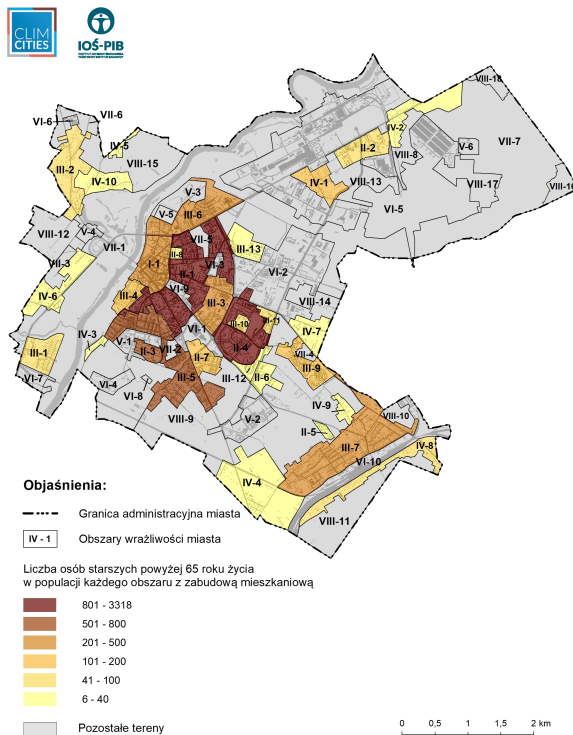 CLIM
CITIES
IOŚ-PIB
VIII-18
VII-6
VI-6
IV-5
IV-2
II-2
VIII-8
V-6
VII-7
VIII-15
III-2
IV-10
IV-1
VIII-13
VIII-17
VIII-16
V-3
V-5
III-6
VI-5
VIII-12
V-4
VII-1
VII-5
III-13
VII-3
I-1
II-8
II-1
VI-3
VI-2
VI-9
IV-6
III-4
III-3
VIII-14
III-10
III-11
IV-3
VI-1
IV-7
V-1
II-3
VII-2
II-4
III-1
II-7
VII-4
III-9
VI-7
VI-4
III-5
III-12
II-6
VI-8
IV-9
VIII-9
V-2
VIII-10
II-5
III-7
IV-8
VI-10
IV-4
VIII-11
Objaśnienia:
Granica administracyjna miasta
IV - 1 Obszary wrażliwości miasta
Liczba osób starszych powyżej 65 roku życia
w populacji każdego obszaru z zabudową mieszkaniową
801 - 3318
501 - 800
201 - 500
101 - 200
41 - 100
6 - 40
Pozostałe tereny
0 0,5 1 1,5 2 km